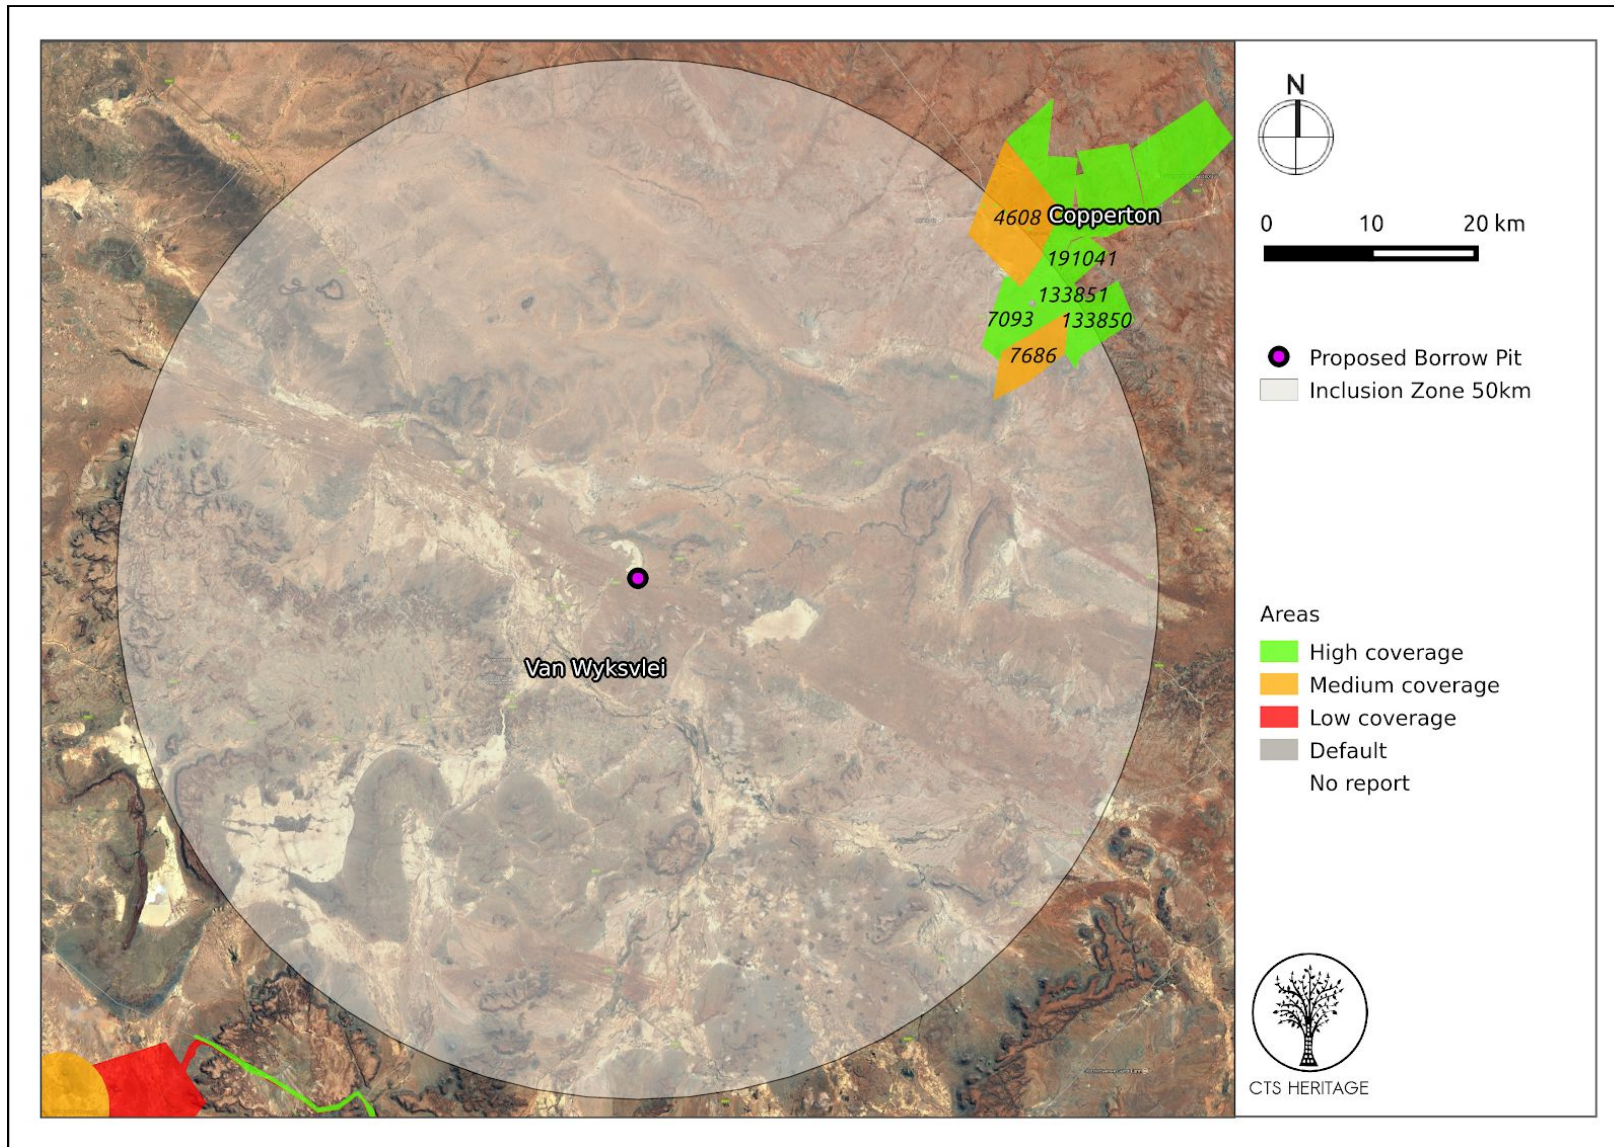 N
0 10 20 km
4608
Copperton
191041
133851
7093
133850
7686
Proposed Borrow Pit
Inclusion Zone 50km
Van Wyksvlei
Areas
High coverage
Medium coverage
Low coverage
Default
No report
CTS HERITAGE